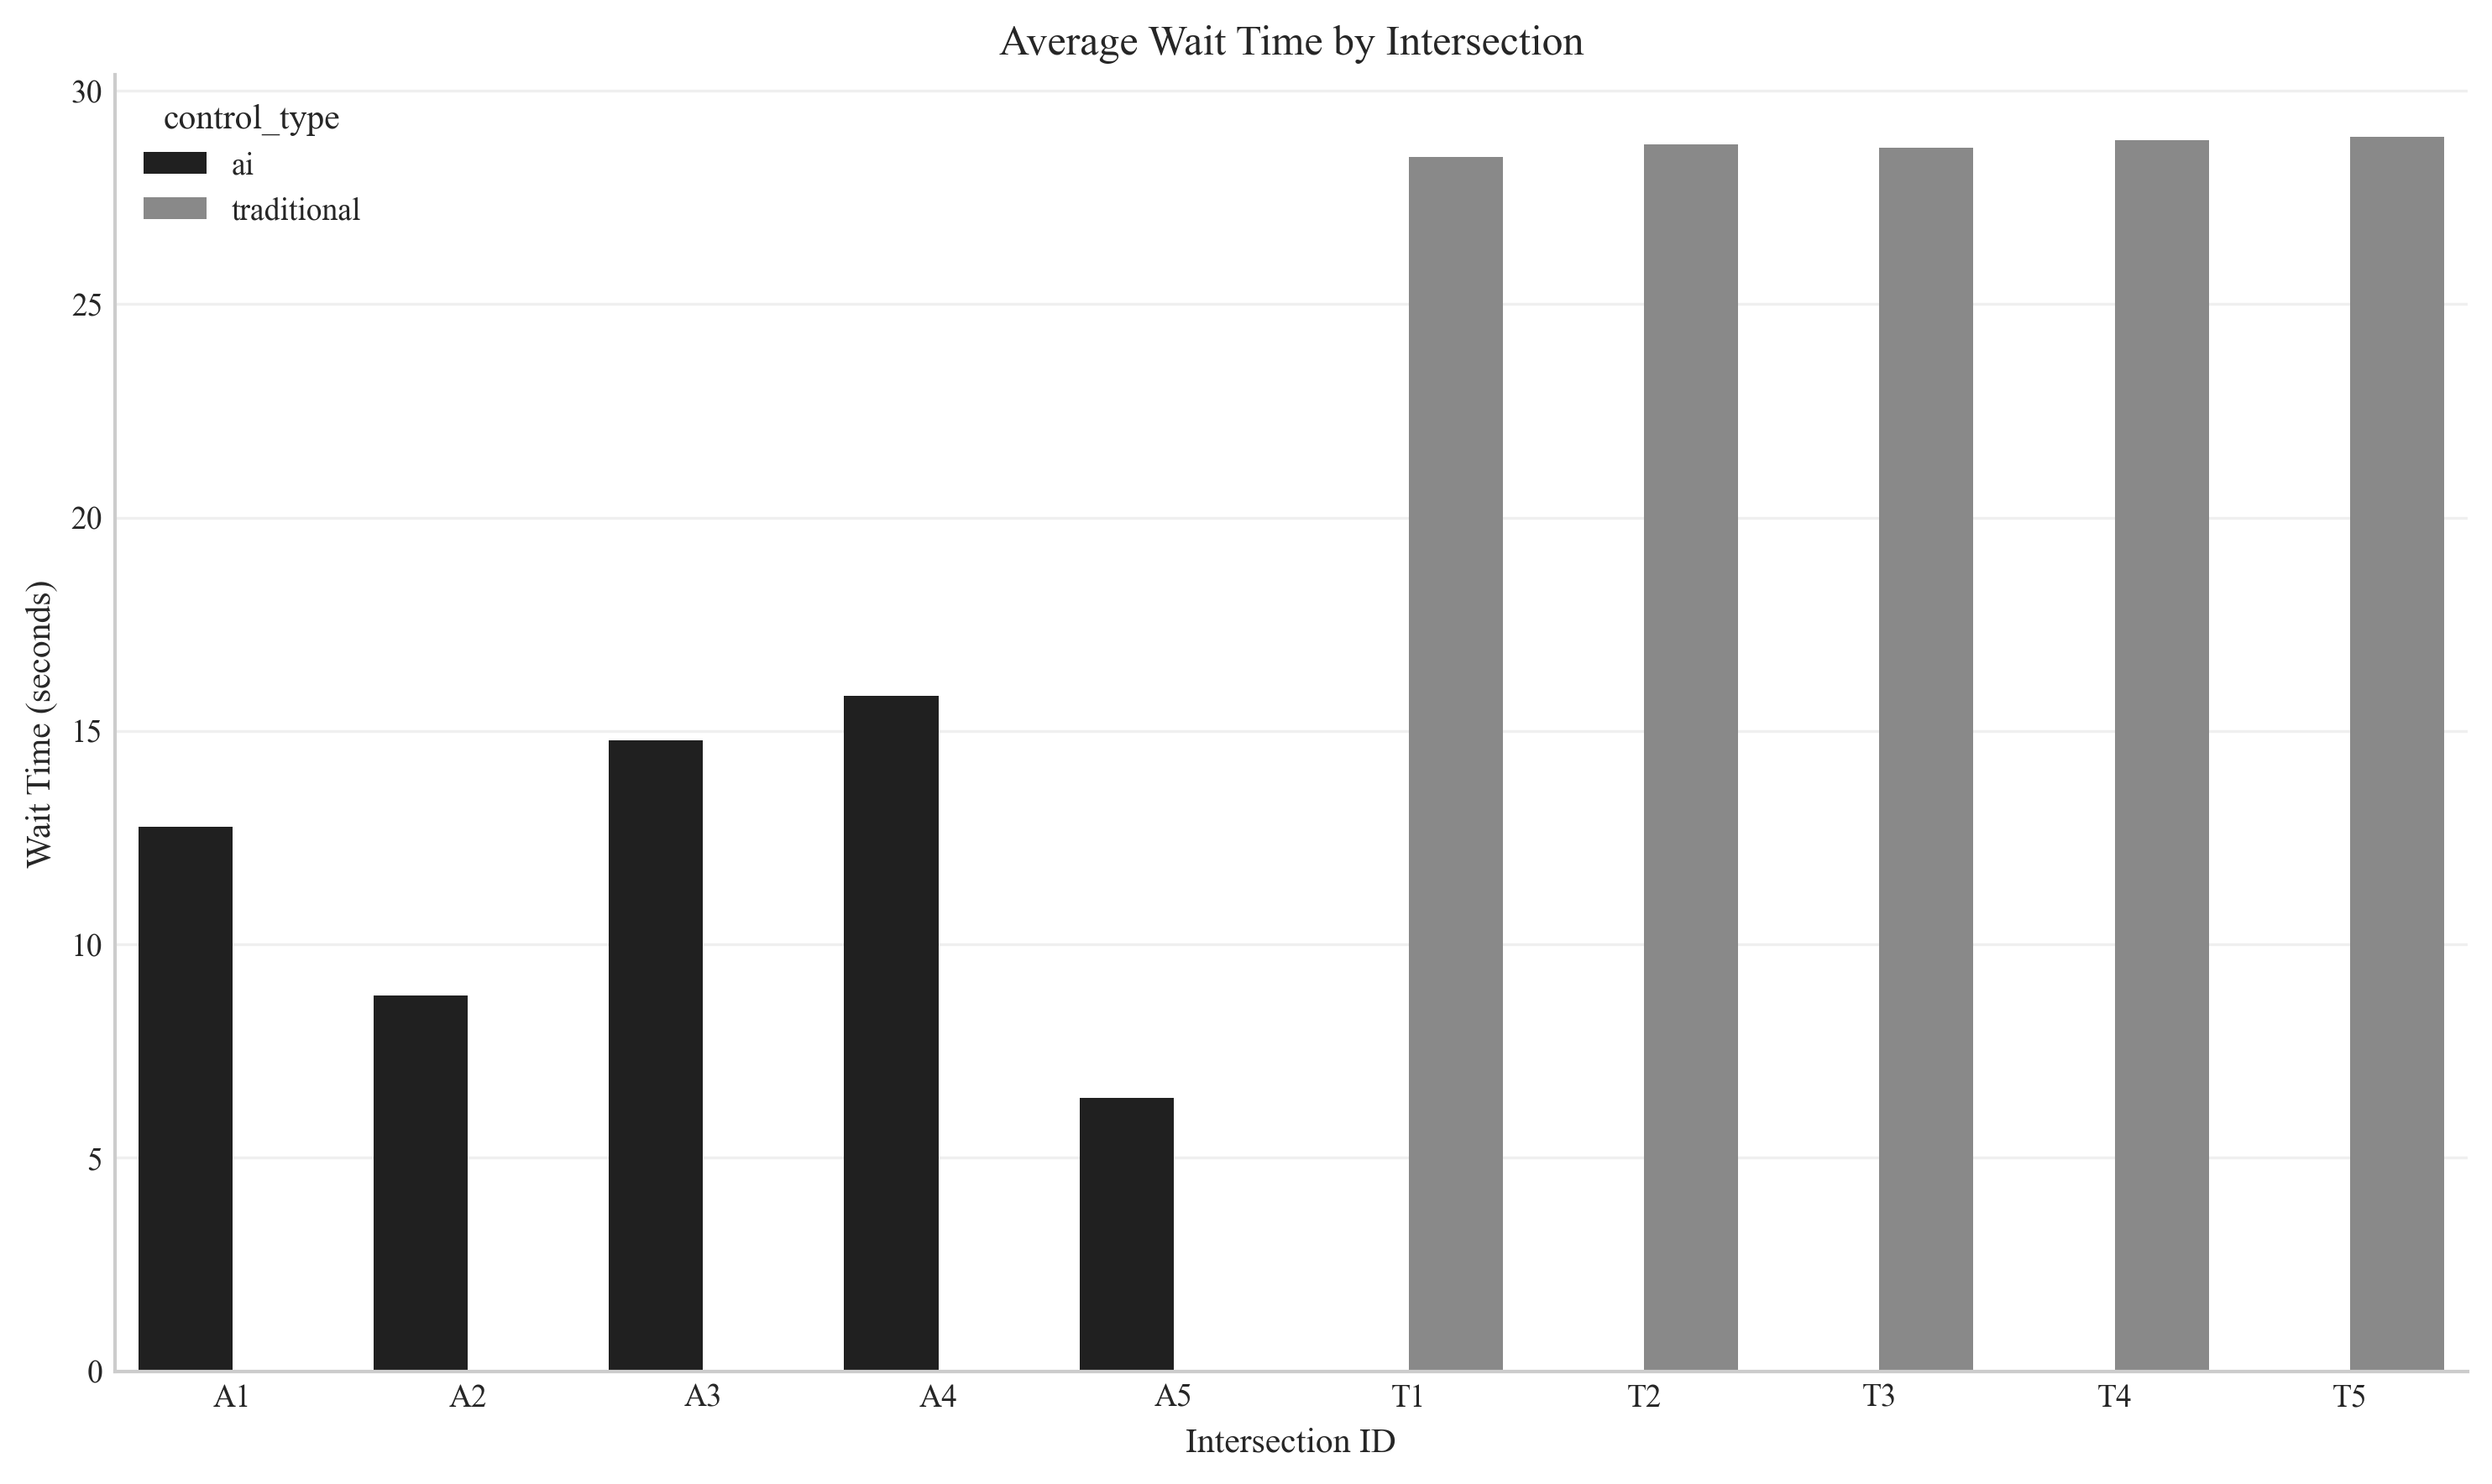 Average Wait Time by Intersection
control_type
ai
traditional
30
25
20
15
10
5
0
Wait Time (seconds)
A1 A2 A3 A4 A5 T1 T2 T3 T4 T5
Intersection ID